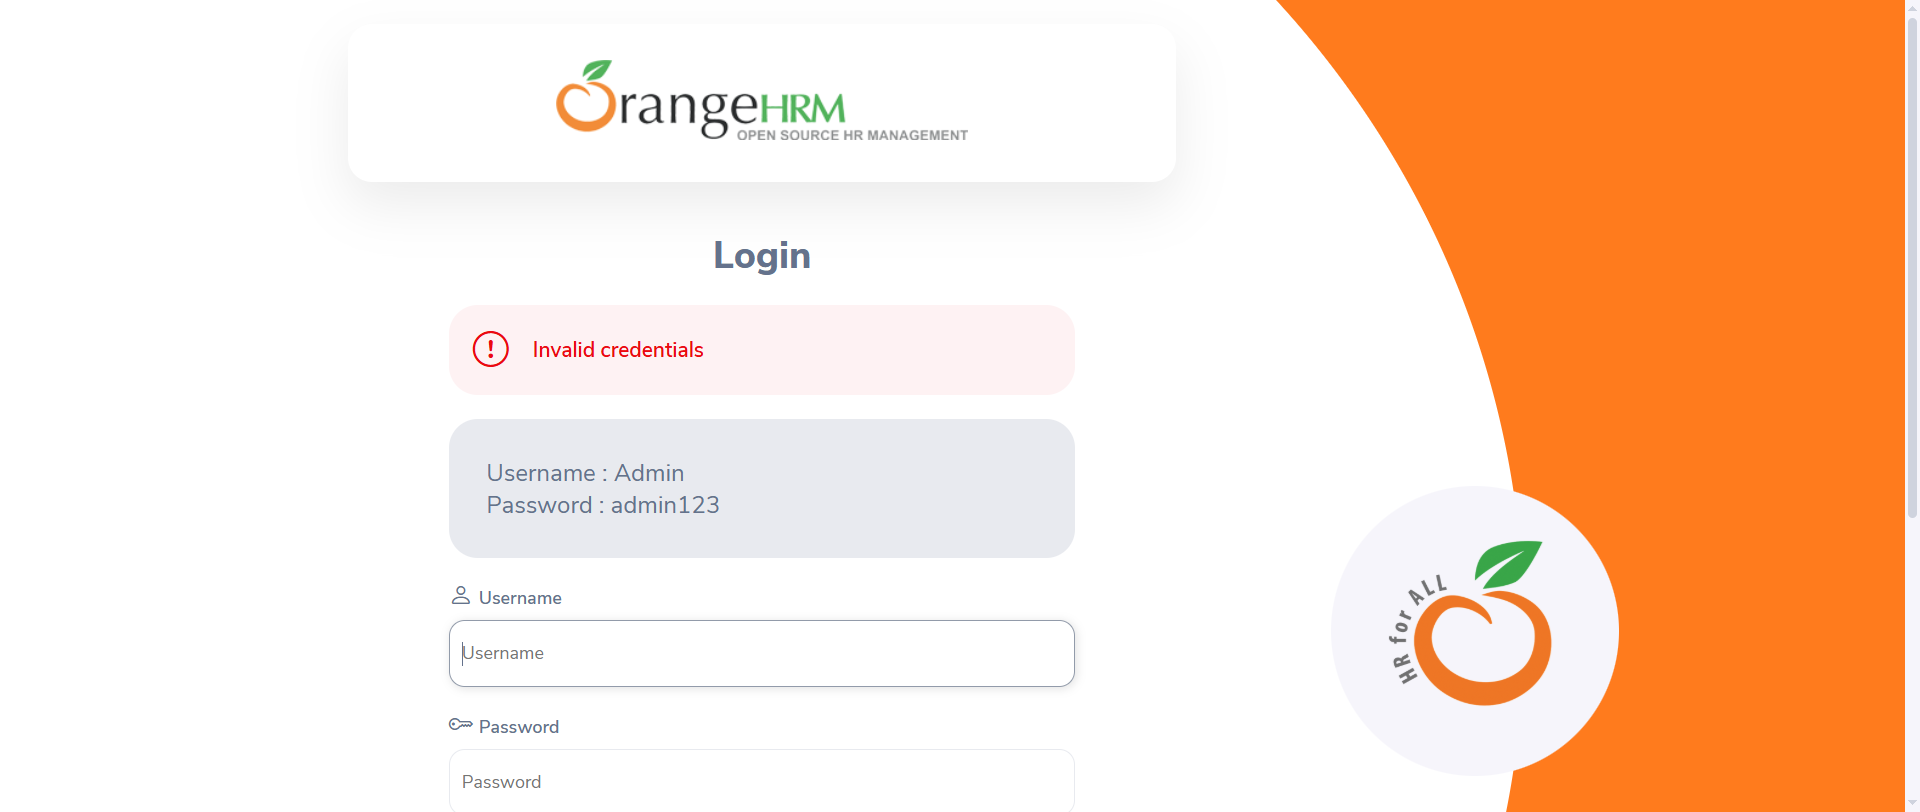 OrangeHRM
OPEN SOURCE HR MANAGEMENT
Login
Invalid credentials
Username : Admin
Password : admin123
Username
Username
Password
Password
HR for ALL